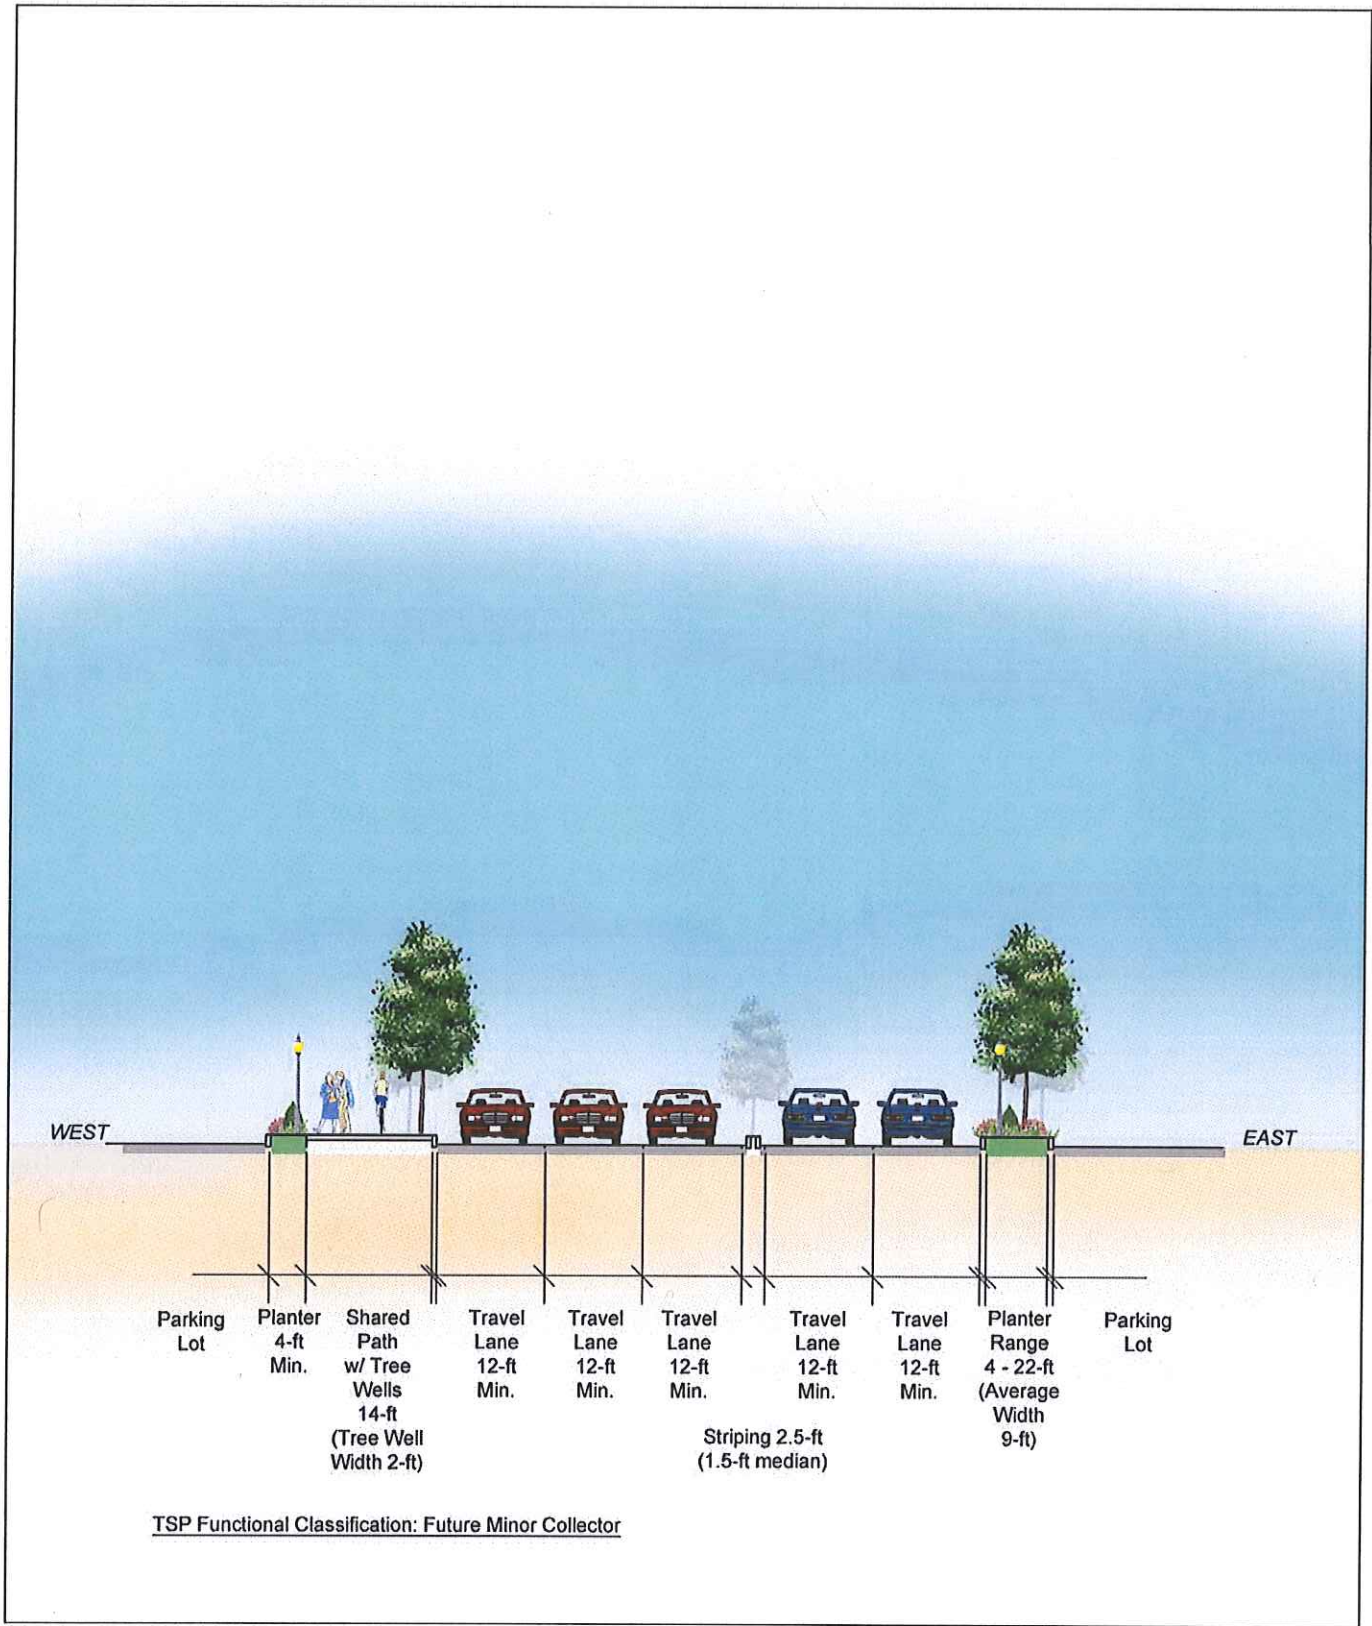 WEST
EAST
Parking
Lot
Planter
4-ft
Min.
Shared
Path
w/ Tree
Wells
14-ft
(Tree Well
Width 2-ft)
Travel
Lane
12-ft
Min.
Travel
Lane
12-ft
Min.
Travel
Lane
12-ft
Min.
Striping 2.5-ft
(1.5-ft median)
Travel
Lane
12-ft
Min.
Travel
Lane
12-ft
Min.
Planter
Range
4 - 22-ft
(Average
Width
9-ft)
Parking
Lot
TSP Functional Classification: Future Minor Collector